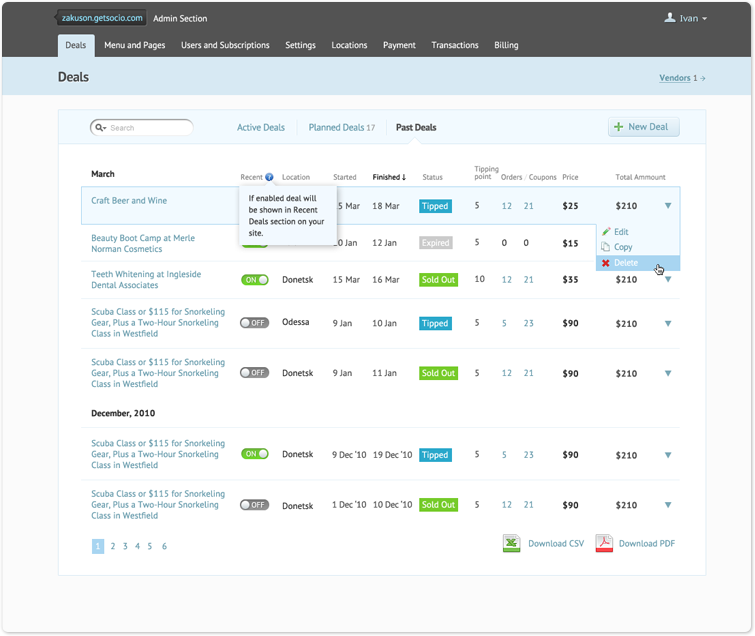 zakuson.getsocio.com Admin Section Ivan
Deals Menu and Pages Users and Subscriptions Settings Locations Payment Transactions Billing
Deals Vendors 1 →
Search Active Deals Planned Deals 17 Past Deals + New Deal
March Recent ? Location Started Finished ↓ Status Tipping point Orders Coupons Price Total Ammount
Craft Beer and Wine 5 Mar 18 Mar Tipped 5 12 21 $25 $210 ▼
If enabled deal will
be shown in Recent
Deals section on your
site.
Edit
Copy
Delete
Beauty Boot Camp at Merle
Norman Cosmetics 0 Jan 12 Jan Expired 5 0 0 $15
Teeth Whitening at Ingleside
Dental Associates ON Donetsk 15 Mar 16 Mar Sold Out 10 12 21 $35 $210 ▼
Scuba Class or $115 for Snorkeling
Gear, Plus a Two-Hour Snorkeling
Class in Westfield OFF Odessa 9 Jan 10 Jan Tipped 5 5 23 $90 $210 ▼
Scuba Class or $115 for Snorkeling
Gear, Plus a Two-Hour Snorkeling
Class in Westfield OFF Donetsk 9 Jan 11 Jan Sold Out 5 12 21 $90 $210 ▼
December, 2010
Scuba Class or $115 for Snorkeling
Gear, Plus a Two-Hour Snorkeling
Class in Westfield ON Donetsk 9 Dec '10 19 Dec '10 Tipped 5 5 23 $90 $210 ▼
Scuba Class or $115 for Snorkeling
Gear, Plus a Two-Hour Snorkeling
Class in Westfield OFF Donetsk 1 Dec '10 10 Dec '10 Sold Out 5 12 21 $90 $210 ▼
1 2 3 4 5 6 Download CSV Download PDF